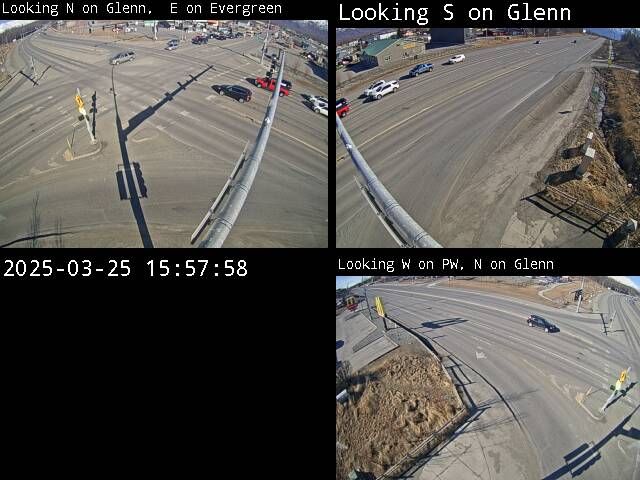 Looking N on Glenn,  E on Evergreen
Looking S on Glenn
2025-03-25 15:57:58
Looking W on PW, N on Glenn